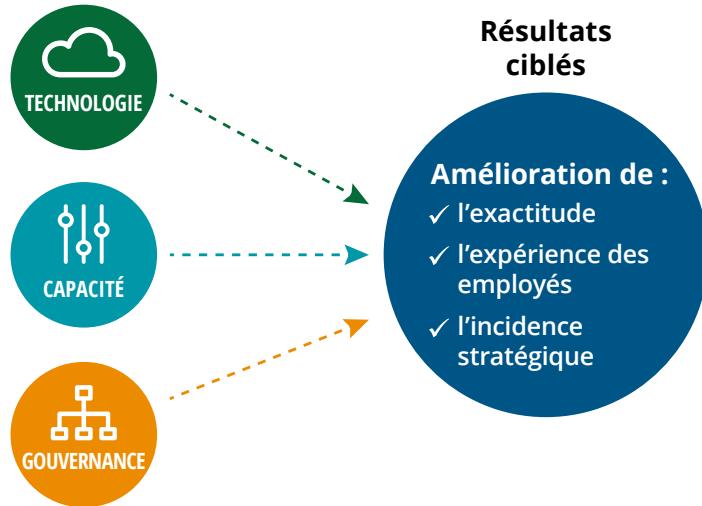 TECHNOLOGIE
CAPACITÉ
GOUVERNANCE
Résultats
ciblés
Amélioration de :
✓ l’exactitude
✓ l’expérience des
employés
✓ l’incidence
stratégique